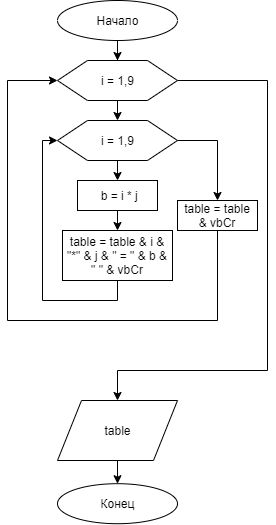 Начало
i = 1,9
i = 1,9
b = i * j
table = table
& vbCr
table = table & i &
"*" & j & " = " & b &
" " & vbCr
table
Конец